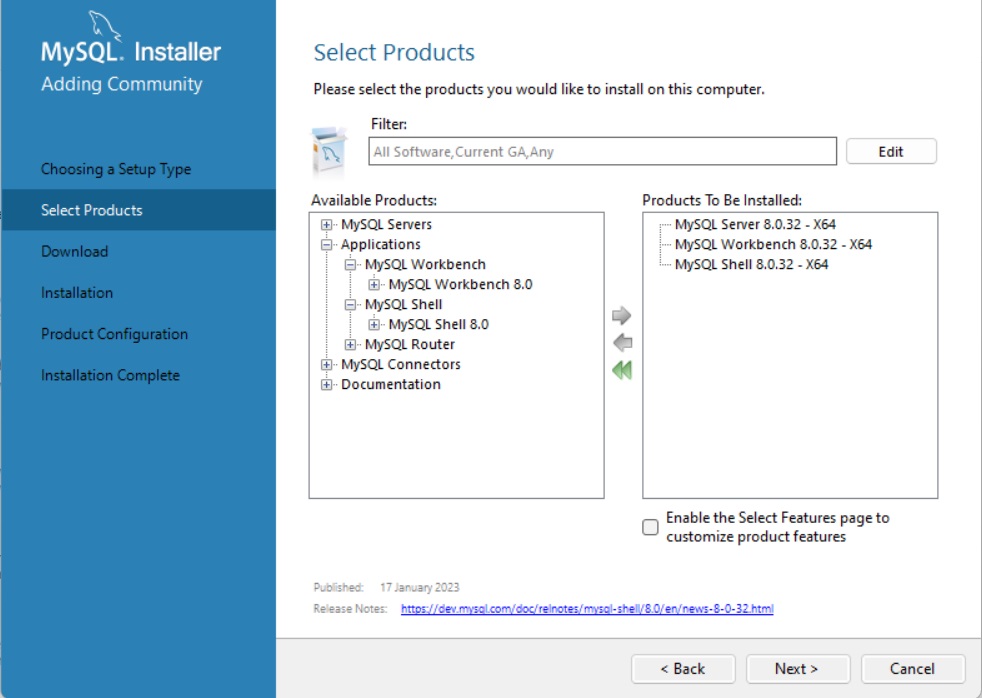 MySQL. Installer
Adding Community
Choosing a Setup Type
Select Products
Download
Installation
Product Configuration
Installation Complete
Select Products
Please select the products you would like to install on this computer.
Filter:
All Software,Current GA,Any
Edit
Available Products:
MySQL Servers
Applications
MySQL Workbench
MySQL Workbench 8.0
MySQL Shell
MySQL Shell 8.0
MySQL Router
MySQL Connectors
Documentation
Products To Be Installed:
MySQL Server 8.0.32 - X64
MySQL Workbench 8.0.32 - X64
MySQL Shell 8.0.32 - X64
Enable the Select Features page to
customize product features
Published: 17 January 2023
Release Notes: https://dev.mysql.com/doc/relnotes/mysql-shell/8.0/en/news-8-0-32.html
< Back
Next >
Cancel